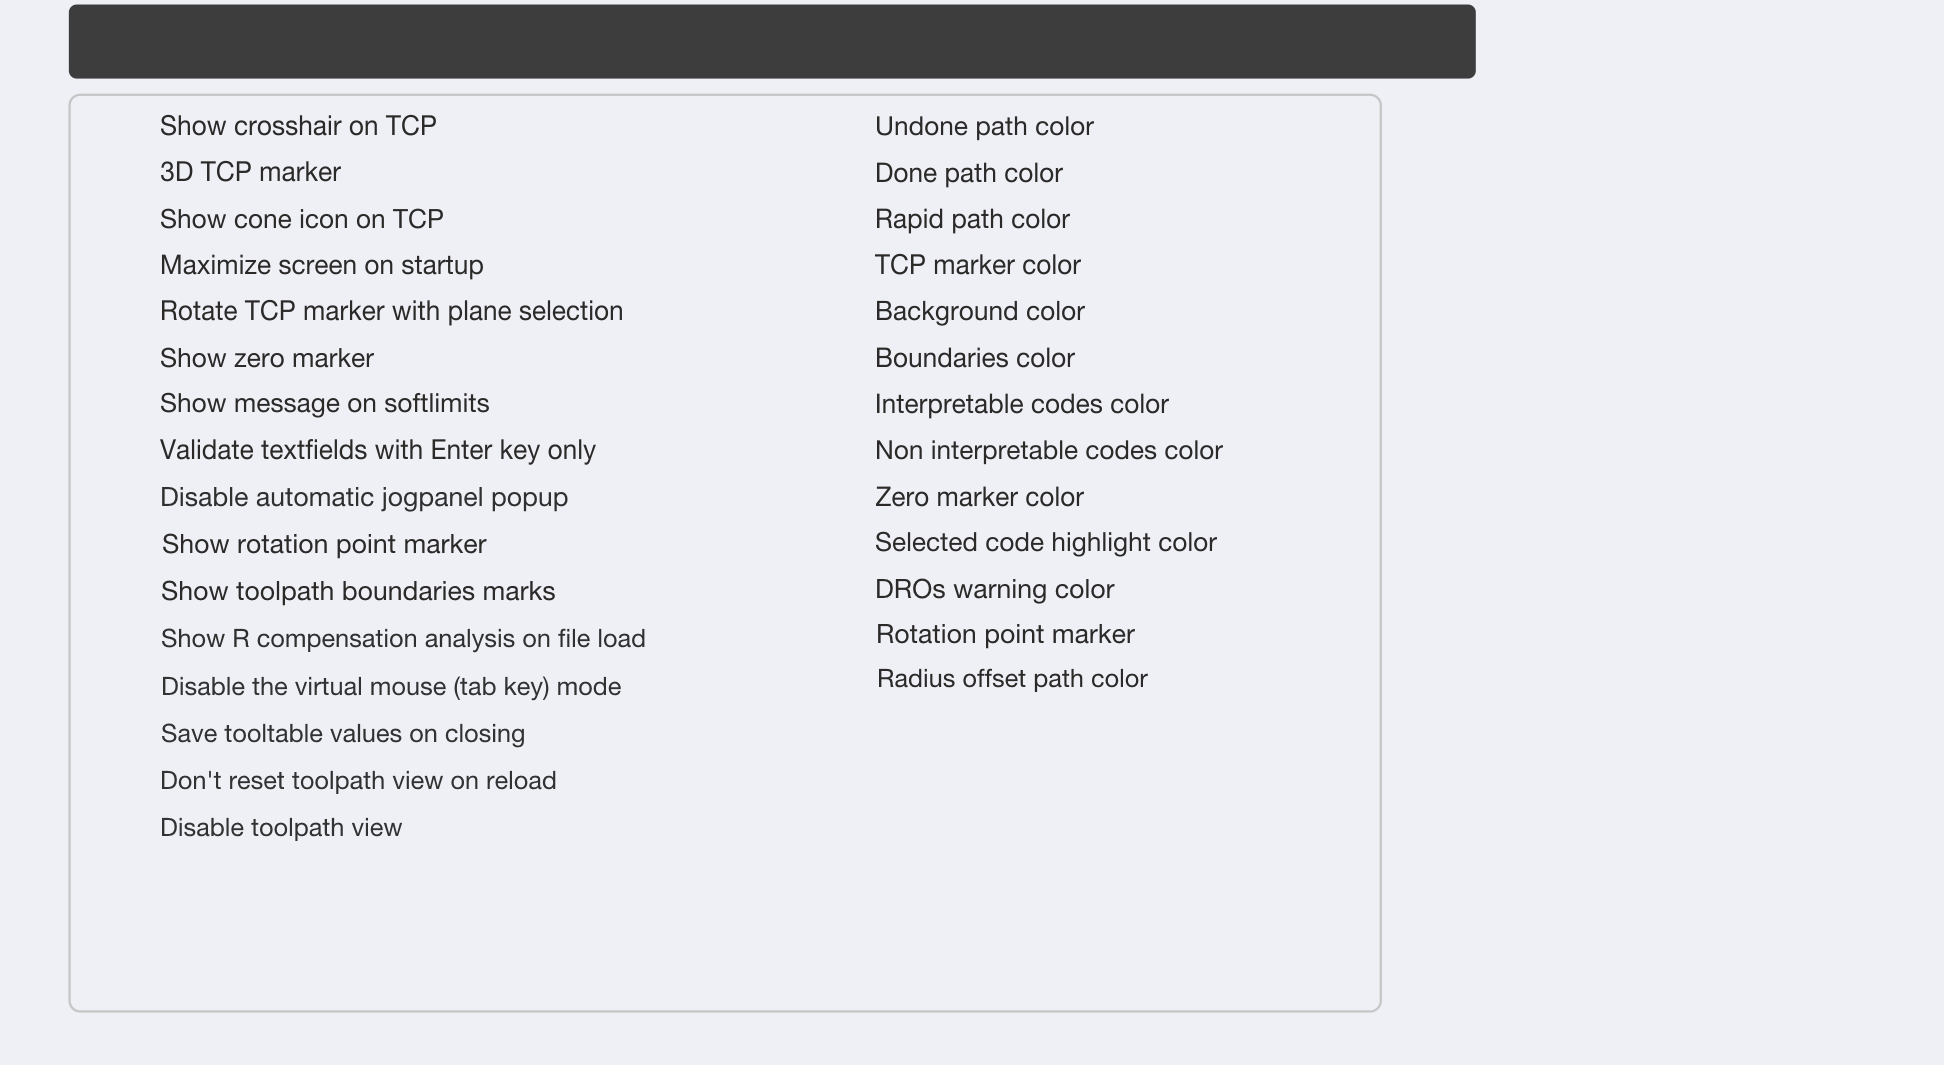 Show crosshair on TCP
3D TCP marker
Show cone icon on TCP
Maximize screen on startup
Rotate TCP marker with plane selection
Show zero marker
Show message on softlimits
Validate textfields with Enter key only
Disable automatic jogpanel popup
Show rotation point marker
Show toolpath boundaries marks
Show R compensation analysis on file load
Disable the virtual mouse (tab key) mode
Save tooltable values on closing
Don't reset toolpath view on reload
Disable toolpath view
Undone path color
Done path color
Rapid path color
TCP marker color
Background color
Boundaries color
Interpretable codes color
Non interpretable codes color
Zero marker color
Selected code highlight color
DROs warning color
Rotation point marker
Radius offset path color